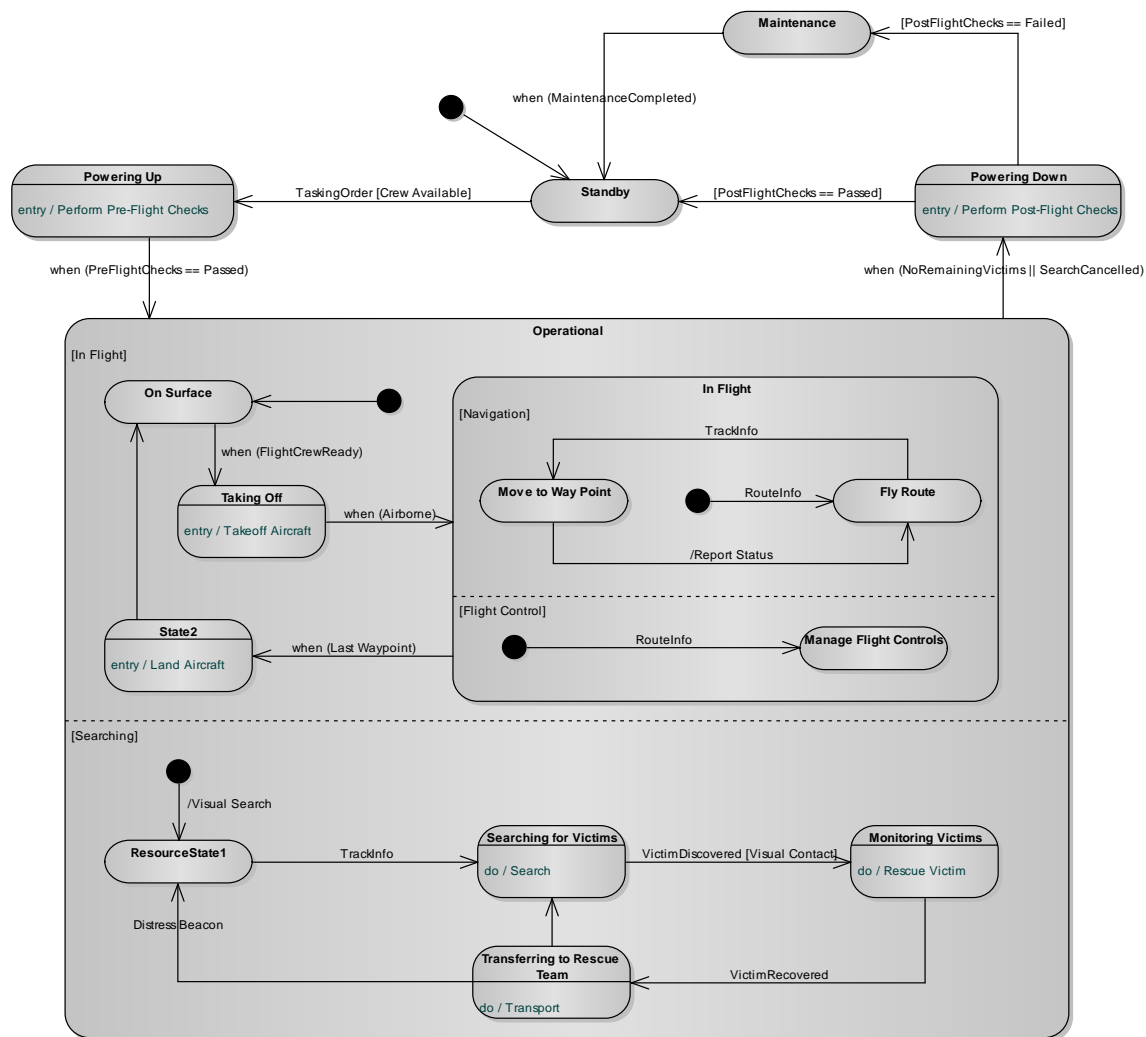 Maintenance
[PostFlightChecks == Failed]
when (MaintenanceCompleted)
Powering Up
entry / Perform Pre-Flight Checks
TaskingOrder [Crew Available]
Standby
[PostFlightChecks == Passed]
Powering Down
entry / Perform Post-Flight Checks
when (PreFlightChecks == Passed)
when (NoRemainingVictims || SearchCancelled)
Operational
[In Flight]
On Surface
when (FlightCrewReady)
Taking Off
entry / Takeoff Aircraft
when (Airborne)
In Flight
[Navigation]
TrackInfo
Move to Way Point
RouteInfo
Fly Route
/Report Status
[Flight Control]
RouteInfo
Manage Flight Controls
State2
entry / Land Aircraft
when (Last Waypoint)
[Searching]
/Visual Search
ResourceState1
TrackInfo
Searching for Victims
do / Search
VictimDiscovered [Visual Contact]
Monitoring Victims
do / Rescue Victim
Distress Beacon
Transferring to Rescue
Team
do / Transport
VictimRecovered